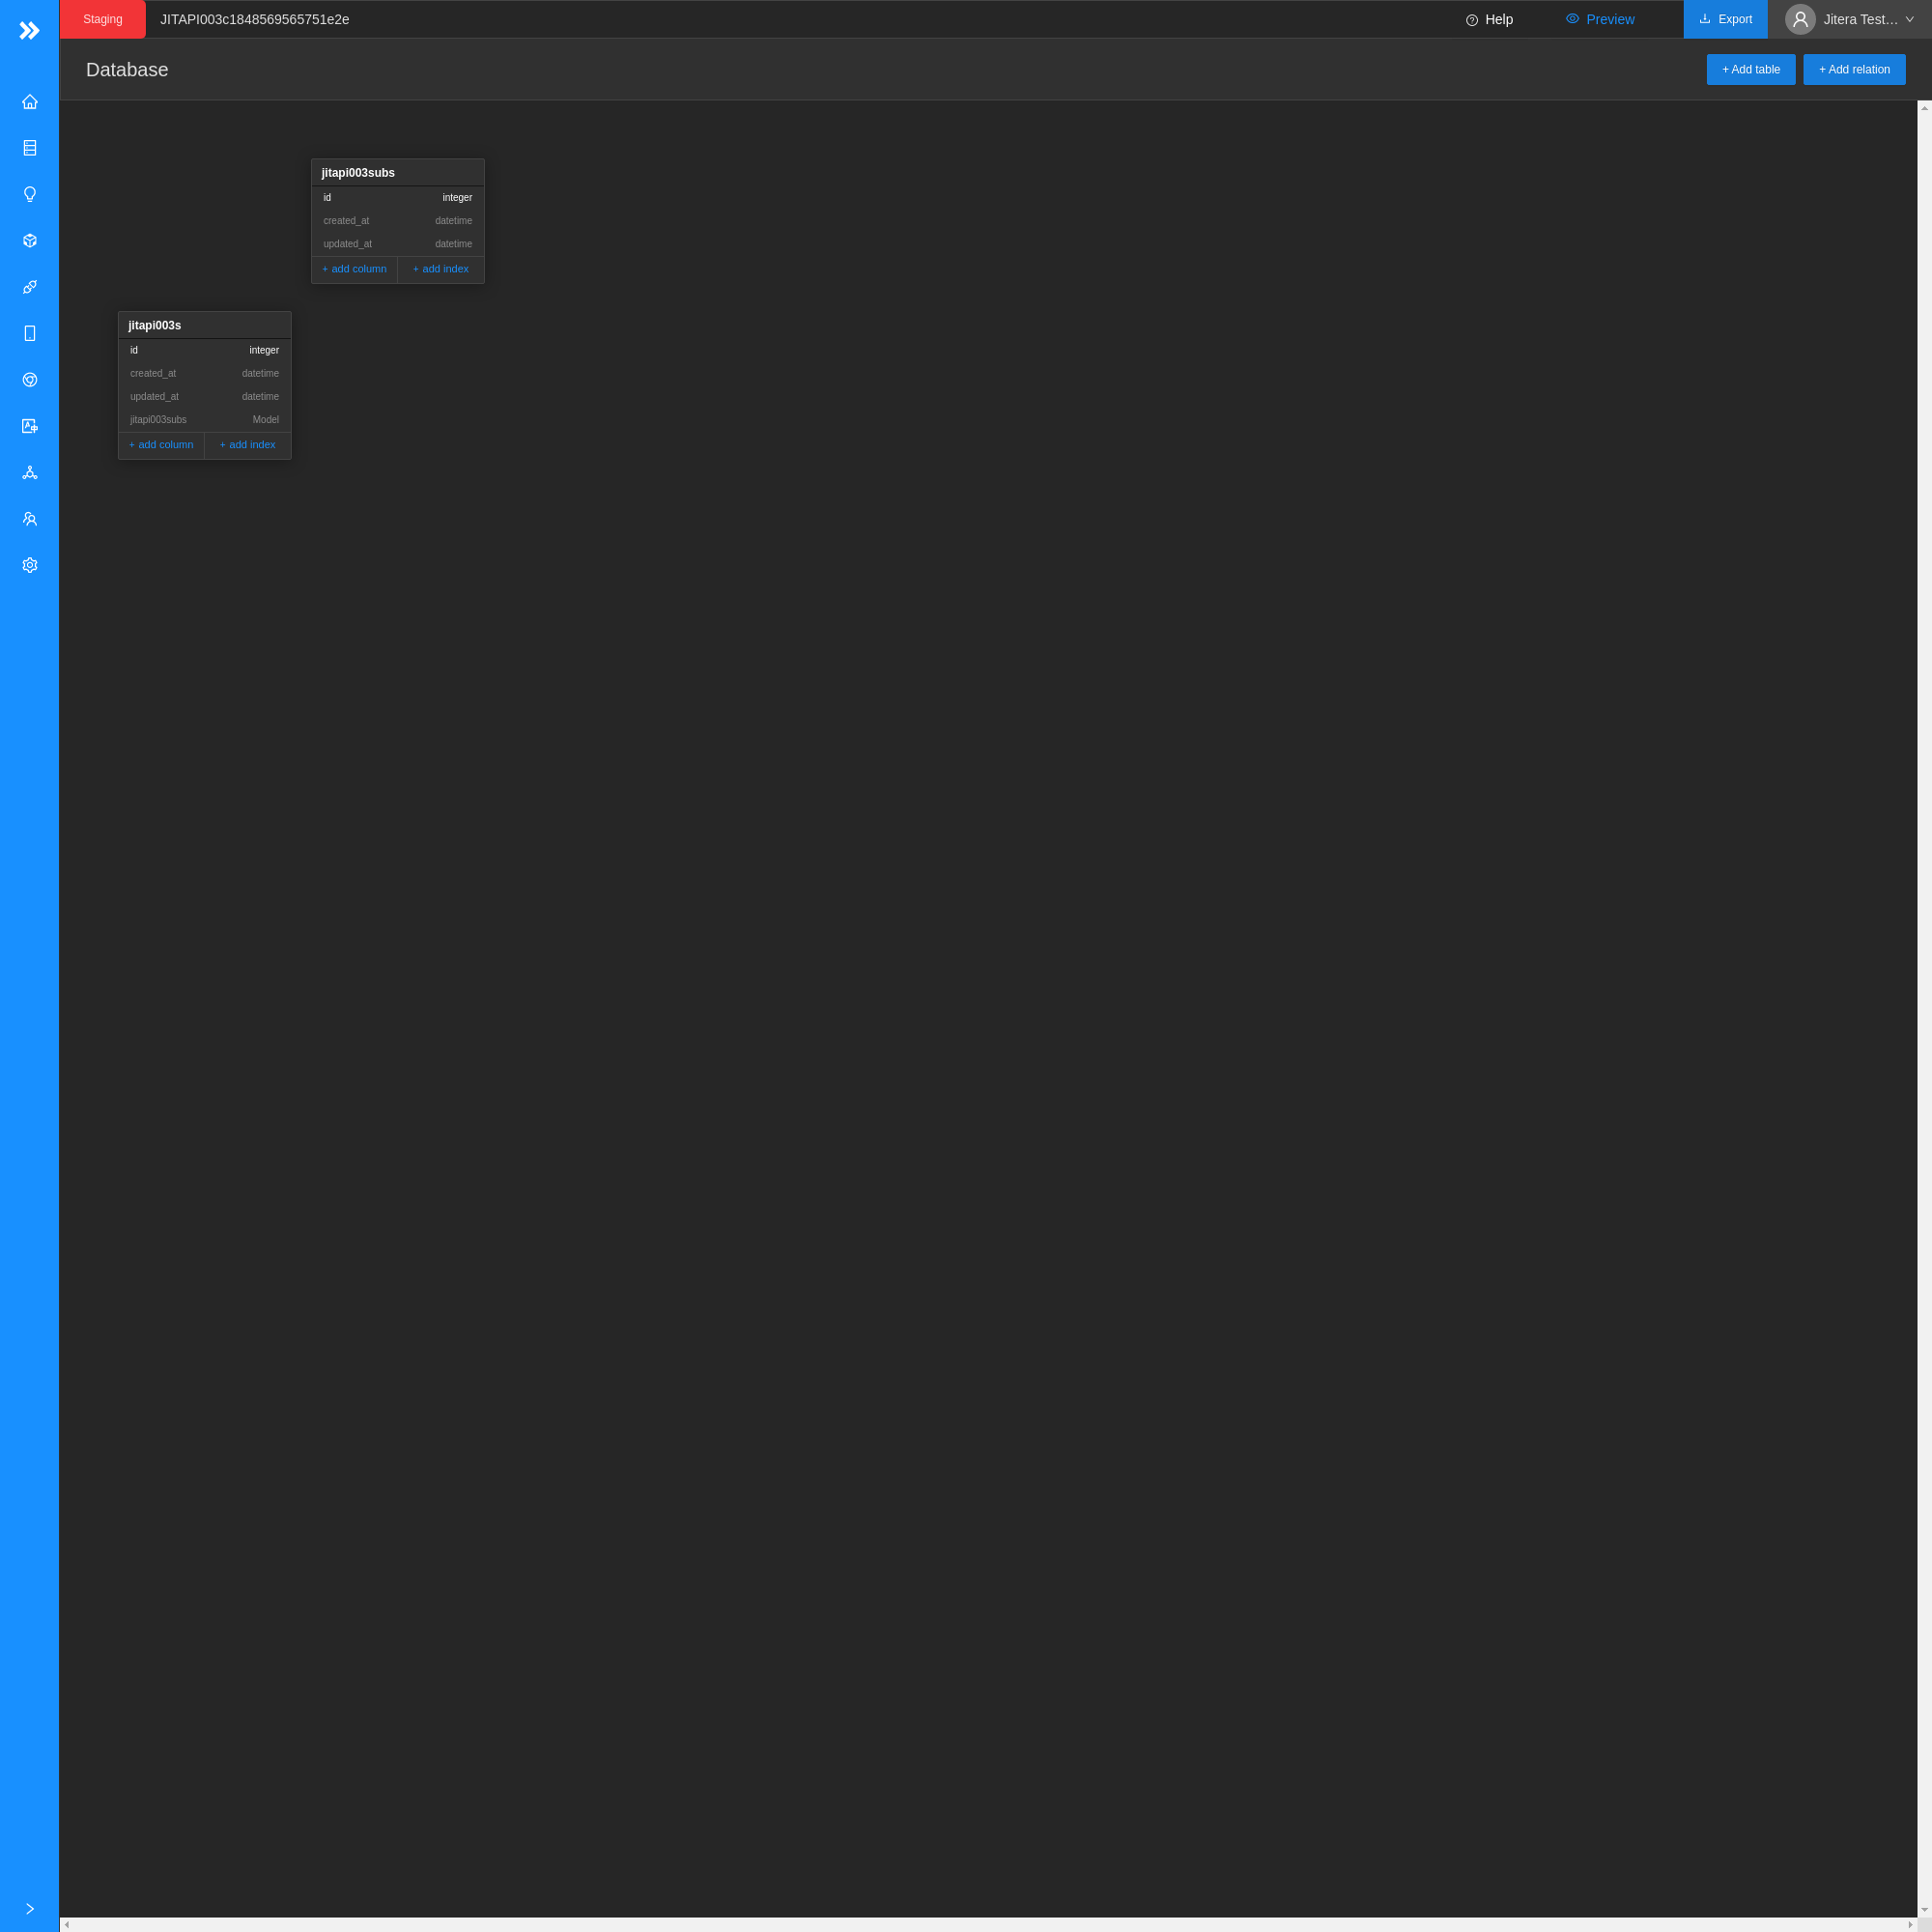 Staging JITAPI003c1848569565751e2e Help Preview Export Jitera Test…
Database + Add table + Add relation
jitapi003subs
id integer
created_at datetime
updated_at datetime
+ add column + add index
jitapi003s
id integer
created_at datetime
updated_at datetime
jitapi003subs Model
+ add column + add index